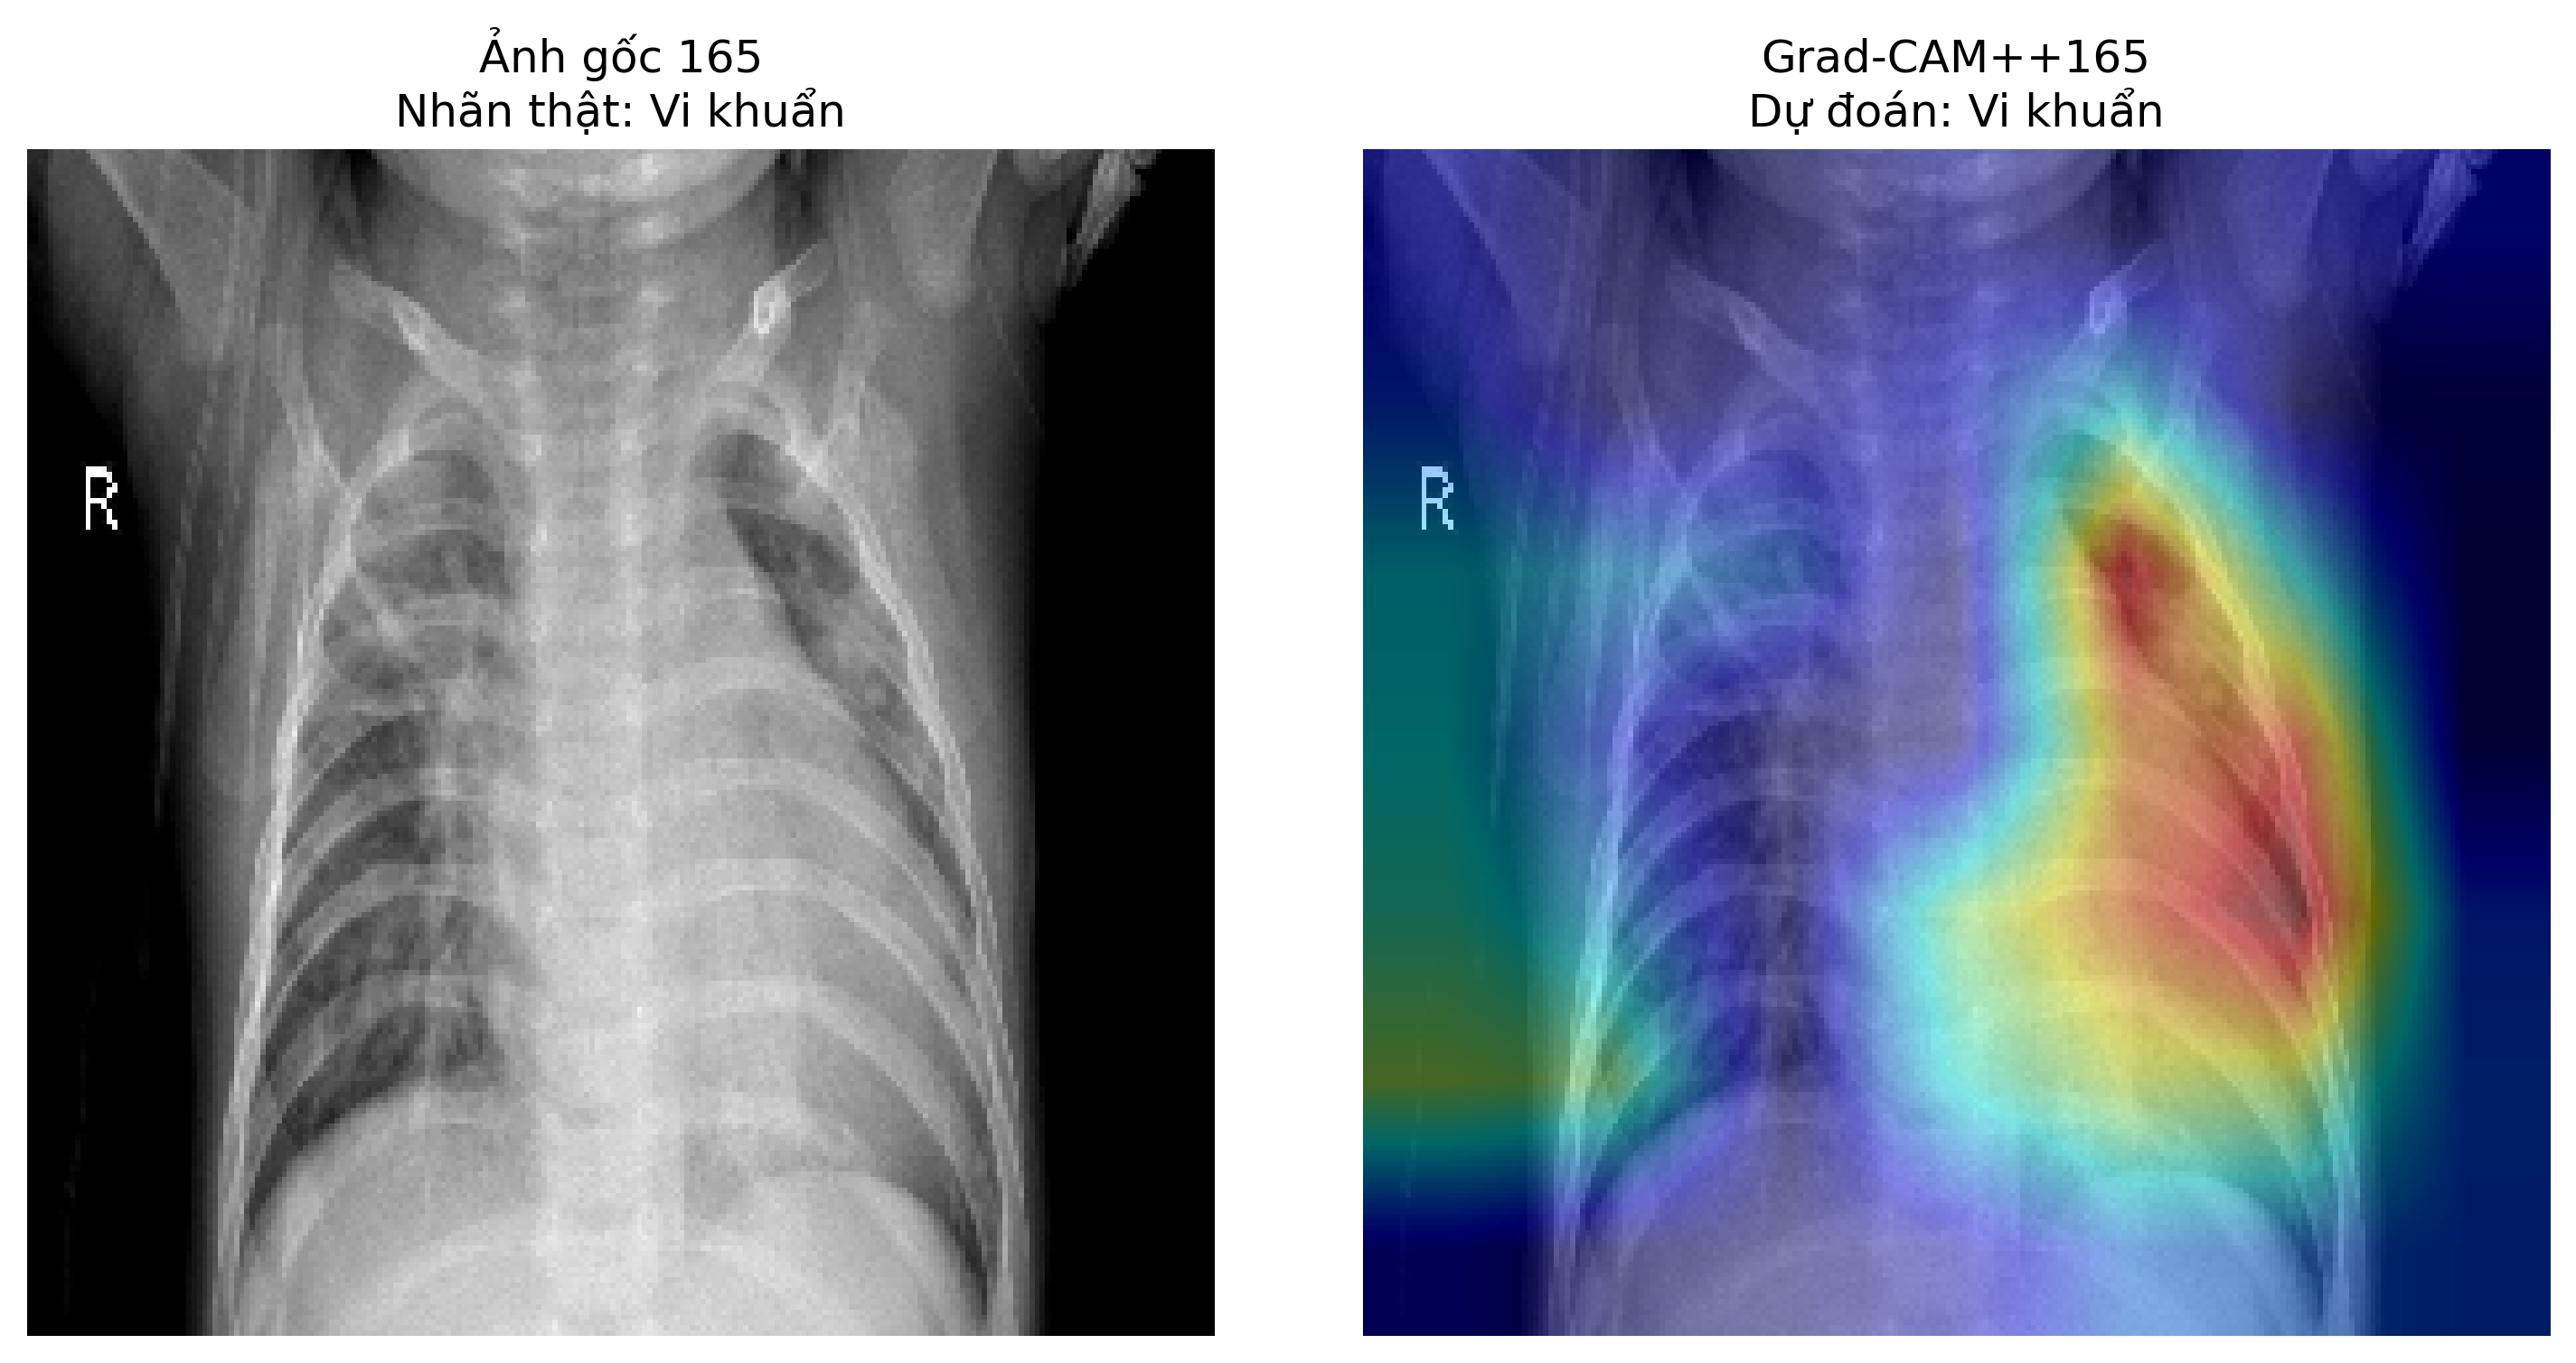 Ảnh gốc 165
Nhãn thật: Vi khuẩn
Grad-CAM++165
Dự đoán: Vi khuẩn
R
R